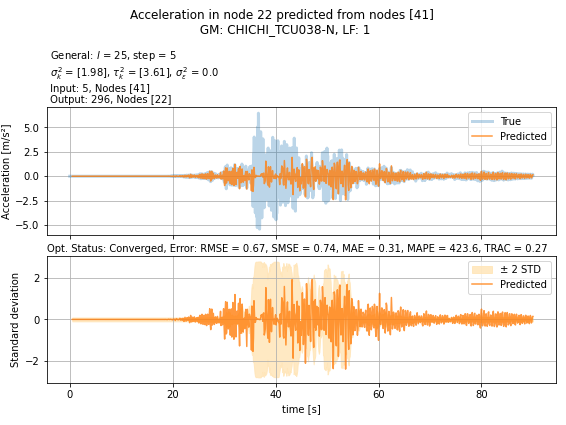 Acceleration in node 22 predicted from nodes [41]
GM: CHICHI_TCU038-N, LF: 1
General: l = 25, step = 5
σ²ₖ = [1.98], τ²ₖ = [3.61], σ²ε = 0.0
Input: 5, Nodes [41]
Output: 296, Nodes [22]
Acceleration [m/s²]
5.0
2.5
0.0
−2.5
−5.0
True
Predicted
Opt. Status: Converged, Error: RMSE = 0.67, SMSE = 0.74, MAE = 0.31, MAPE = 423.6, TRAC = 0.27
Standard deviation
2
0
−2
± 2 STD
Predicted
0
20
40
60
80
time [s]